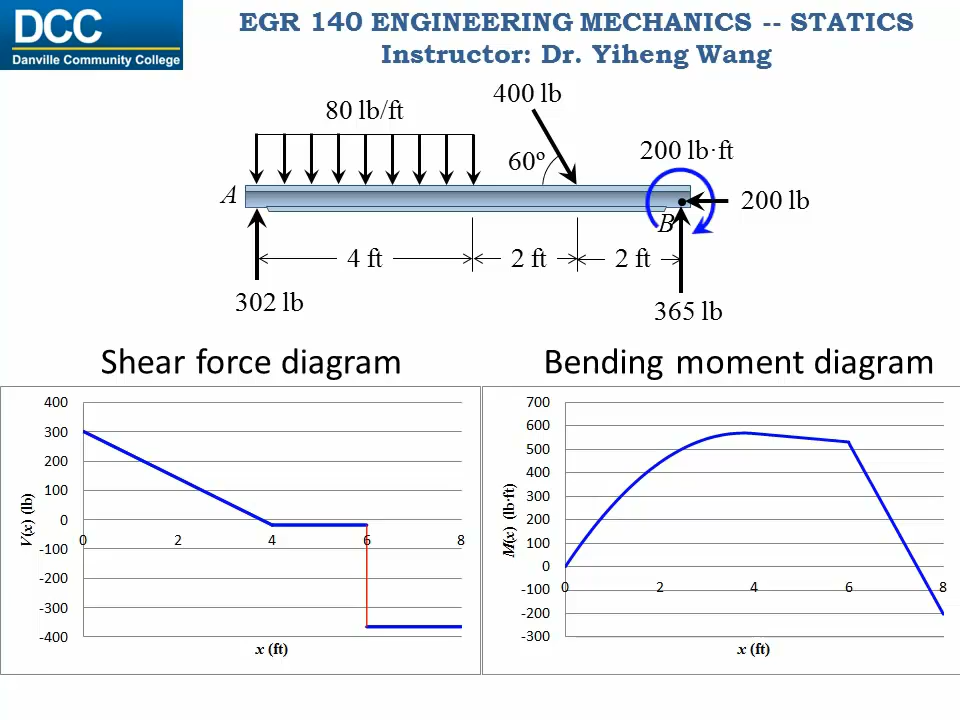 DCC
Danville Community College
EGR 140 ENGINEERING MECHANICS -- STATICS
Instructor: Dr. Yiheng Wang
400 lb
80 lb/ft
60º
200 lb·ft
A
200 lb
B
4 ft
2 ft
2 ft
302 lb
365 lb
Shear force diagram
400
300
200
100
0
-100
-200
-300
-400
0
2
4
6
8
V(x) (lb)
x (ft)
Bending moment diagram
700
600
500
400
300
200
100
0
-100
-200
-300
0
2
4
6
8
M(x) (lb·ft)
x (ft)